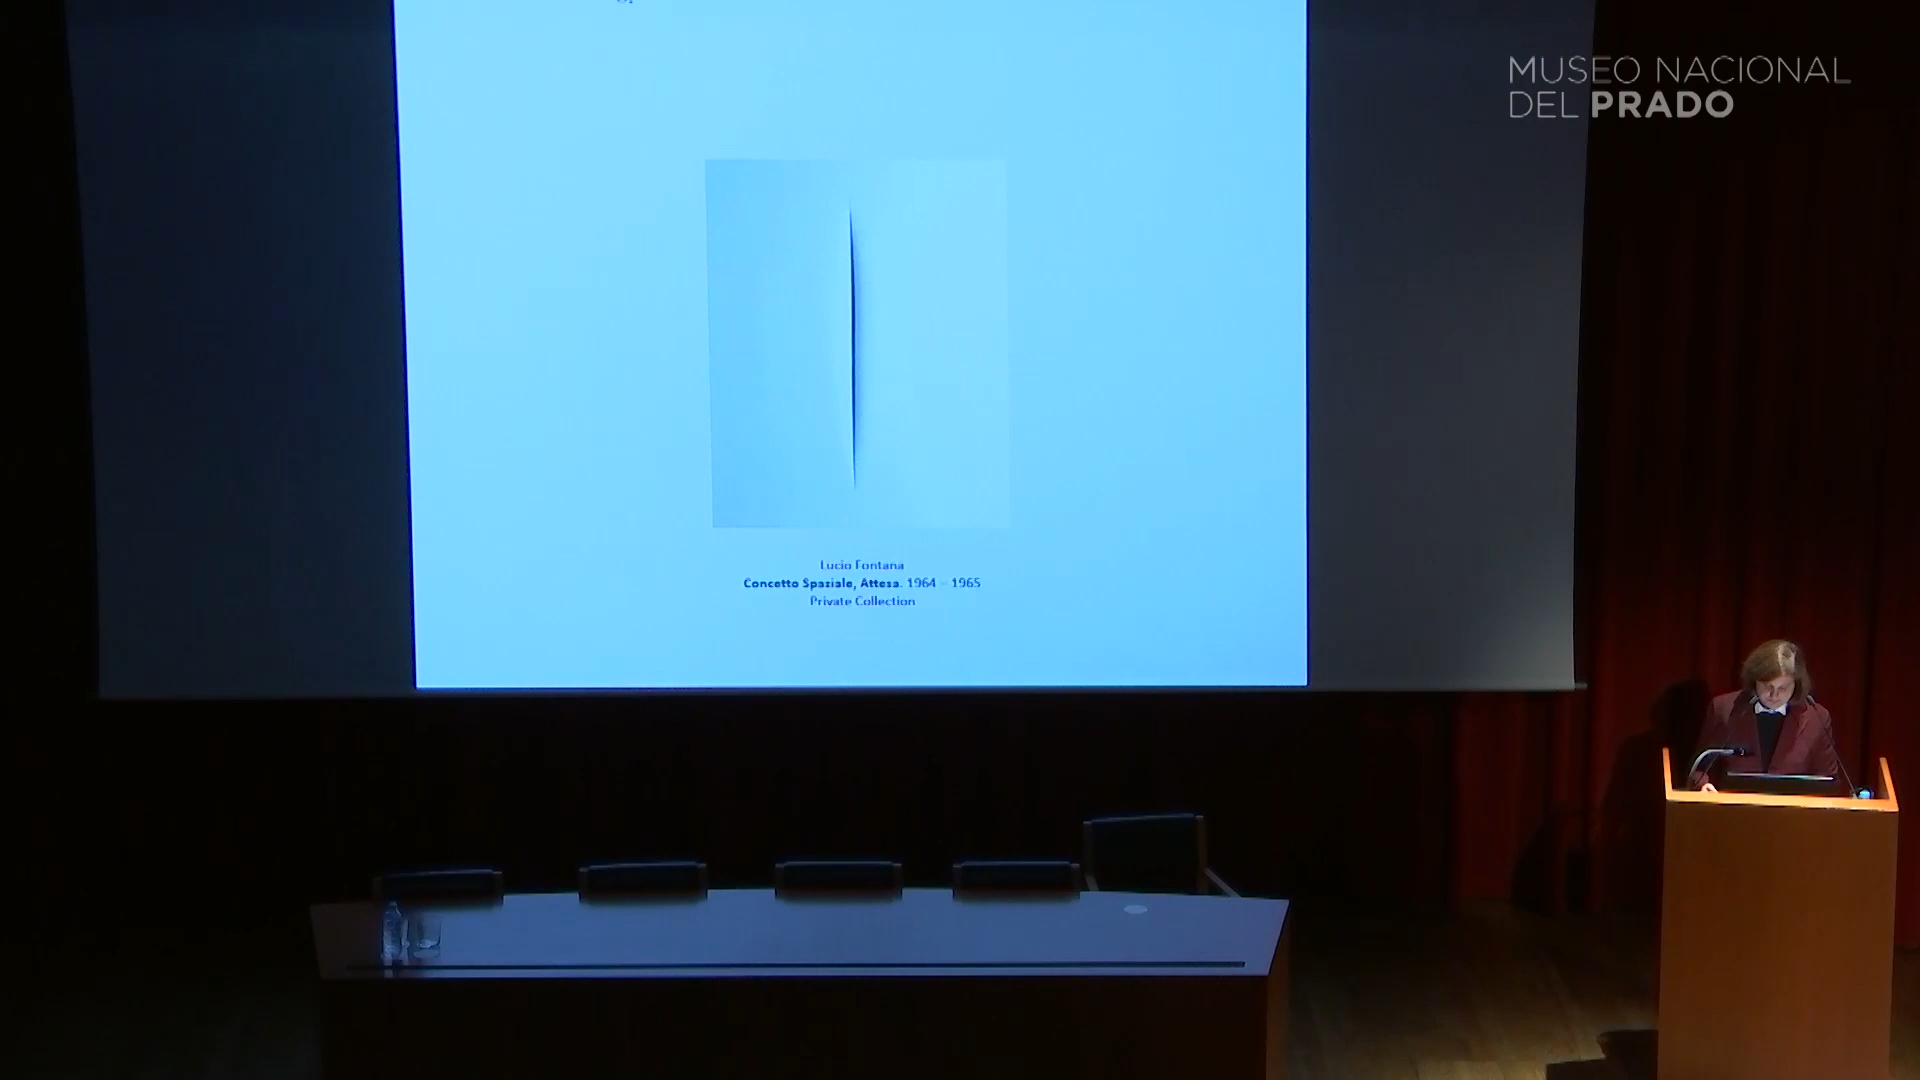 MUSEO NACIONAL
DEL PRADO
Lucio Fontana
Concetto Spaziale, Attesa. 1964 – 1965
Private Collection